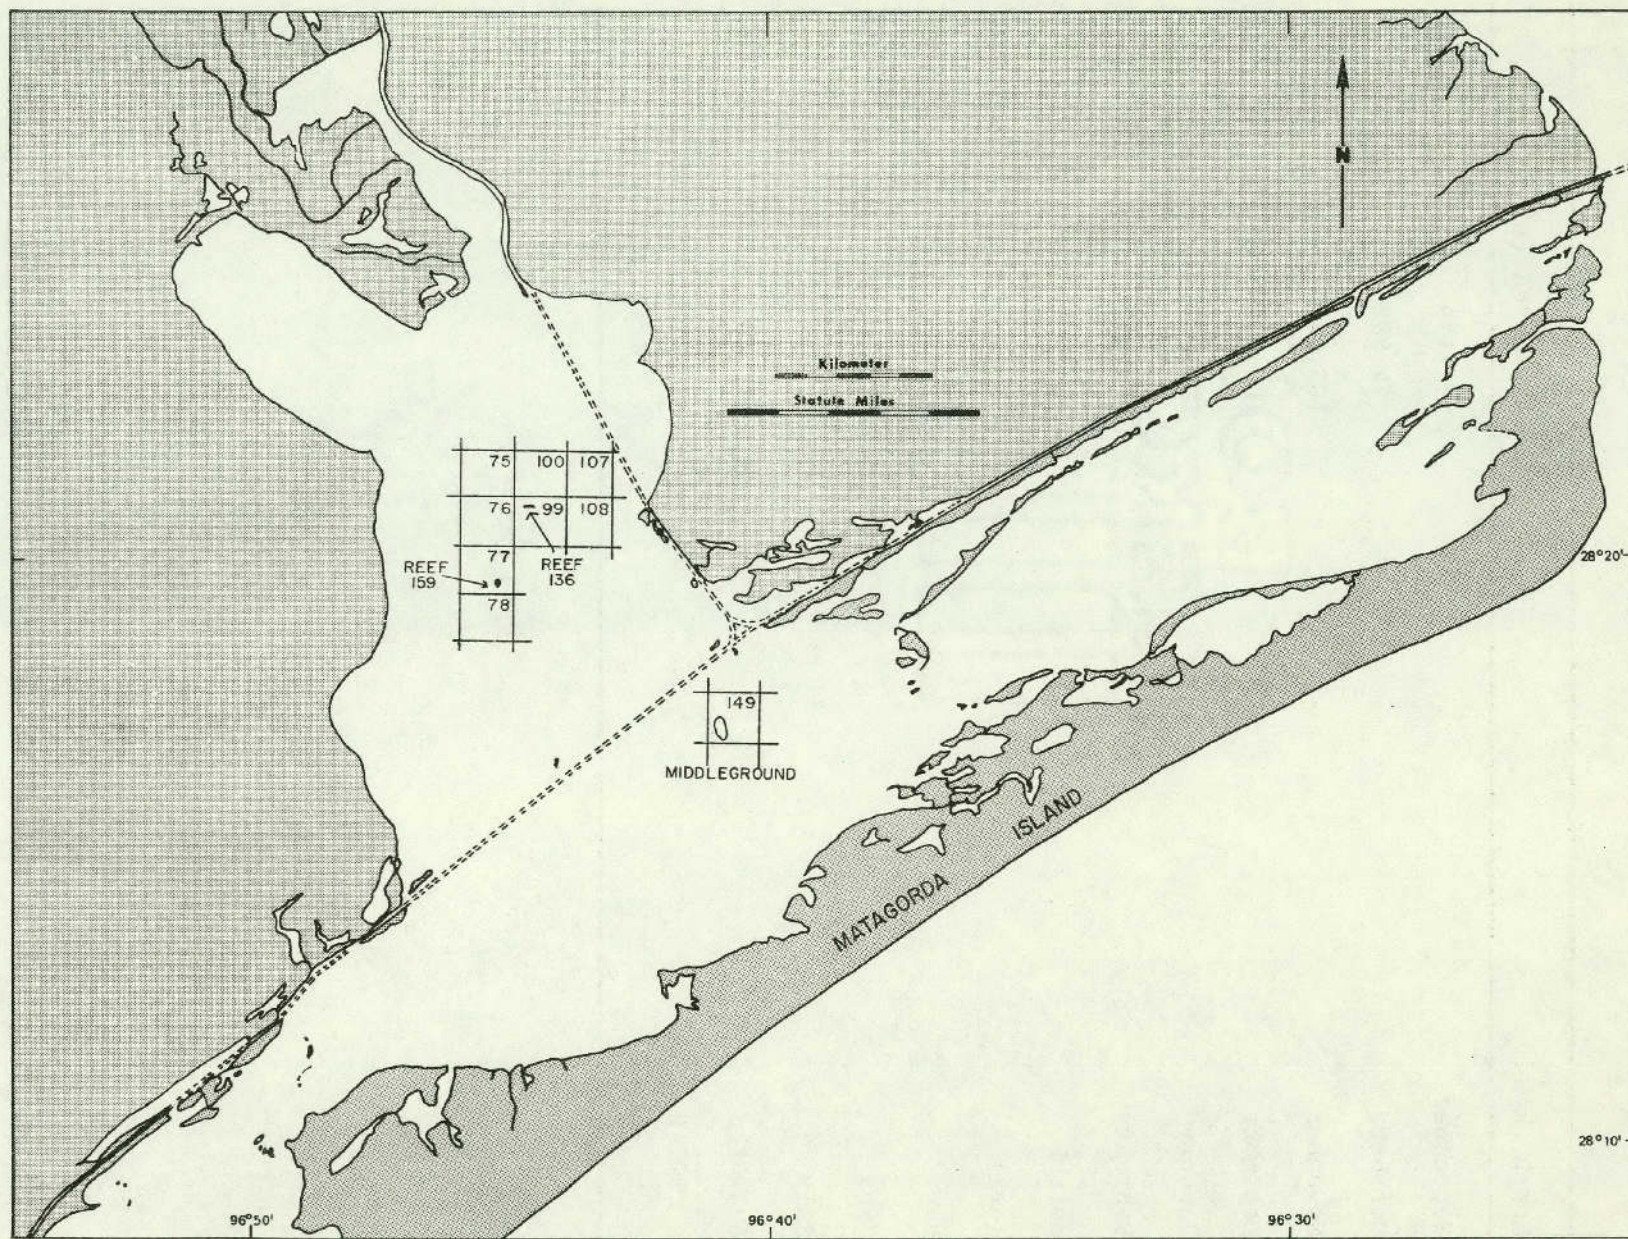 N
Kilometer
Statute Miles
75 100 107
76 99 108
77
REEF
159
REEF
136
78
28°20'
149
MIDDLEGROUND
MATAGORDA ISLAND
28°10'
96°50' 96°40' 96°30'